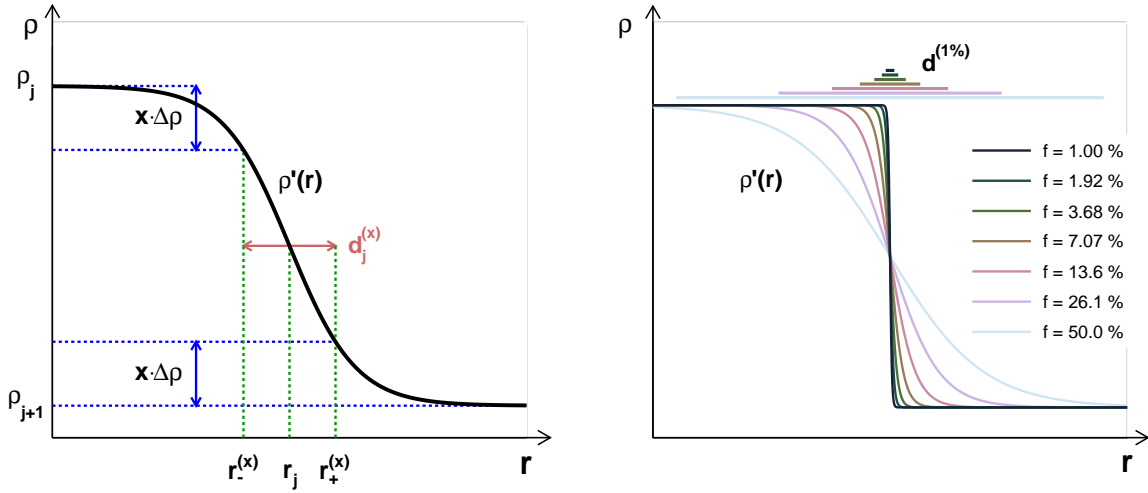 ρ
ρj
x·Δρ
ρ'(r)
dj(x)
x·Δρ
ρj+1
r-(x)
rj
r+(x)
r
ρ
d(1%)
ρ'(r)
f = 1.00 %
f = 1.92 %
f = 3.68 %
f = 7.07 %
f = 13.6 %
f = 26.1 %
f = 50.0 %
r